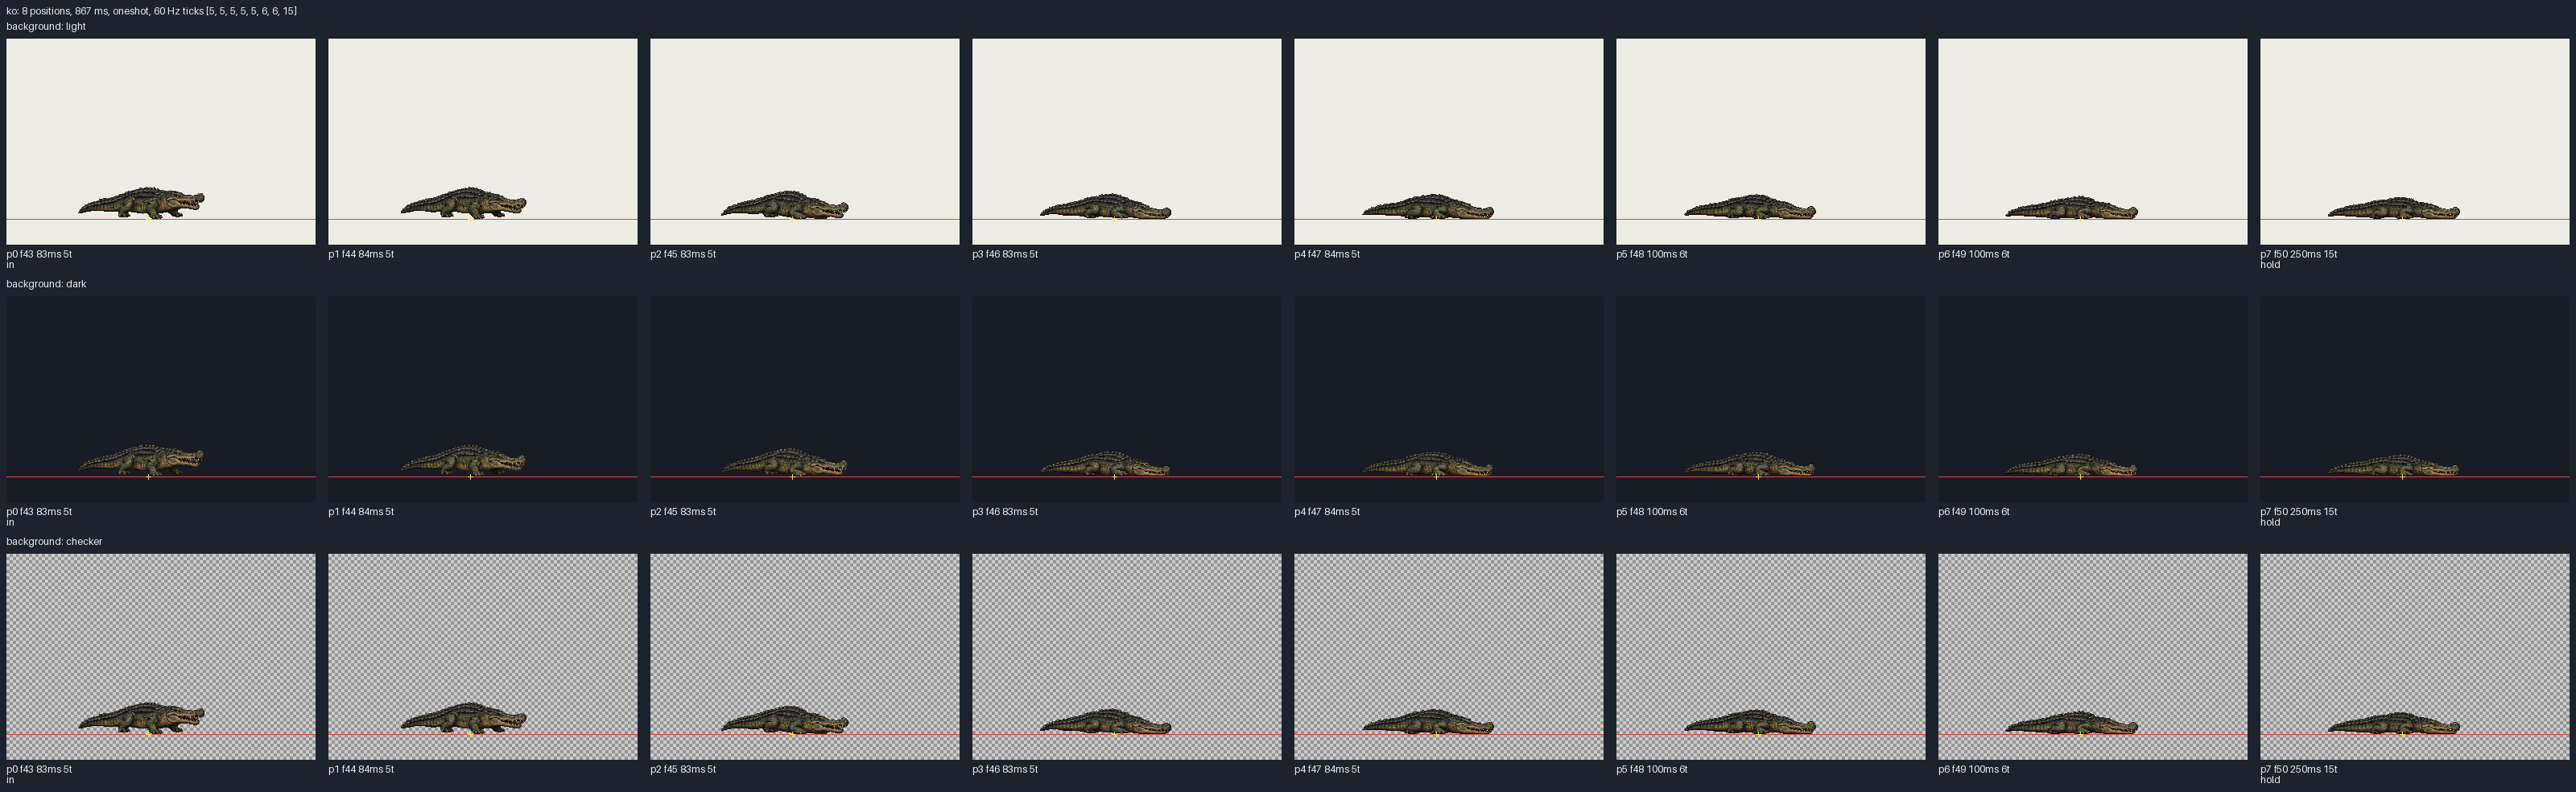 ko: 8 positions, 867 ms, oneshot, 60 Hz ticks [5, 5, 5, 5, 5, 6, 6, 15]
background: light
p0 f43 83ms 5t
in
p1 f44 84ms 5t
p2 f45 83ms 5t
p3 f46 83ms 5t
p4 f47 84ms 5t
p5 f48 100ms 6t
p6 f49 100ms 6t
p7 f50 250ms 15t
hold
background: dark
p0 f43 83ms 5t
in
p1 f44 84ms 5t
p2 f45 83ms 5t
p3 f46 83ms 5t
p4 f47 84ms 5t
p5 f48 100ms 6t
p6 f49 100ms 6t
p7 f50 250ms 15t
hold
background: checker
p0 f43 83ms 5t
in
p1 f44 84ms 5t
p2 f45 83ms 5t
p3 f46 83ms 5t
p4 f47 84ms 5t
p5 f48 100ms 6t
p6 f49 100ms 6t
p7 f50 250ms 15t
hold